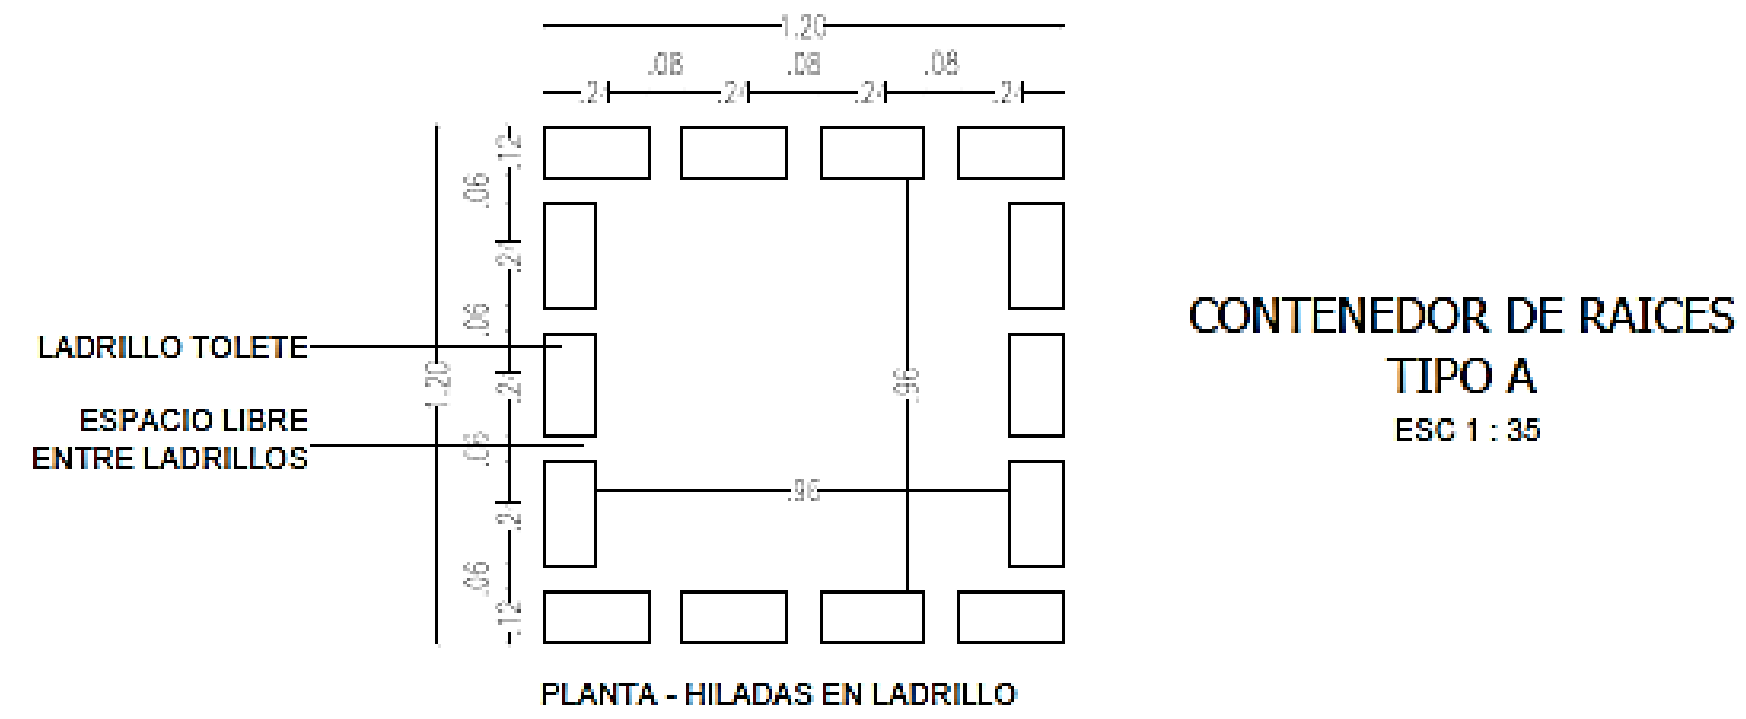 1.20
.08 .08 .08
.24 .24 .24 .24
.12
.06
.24
.06
LADRILLO TOLETE
1.20
.24
.96
ESPACIO LIBRE
ENTRE LADRILLOS
.06
.96
.24
.06
.12
PLANTA - HILADAS EN LADRILLO
CONTENEDOR DE RAICES
TIPO A
ESC 1 : 35